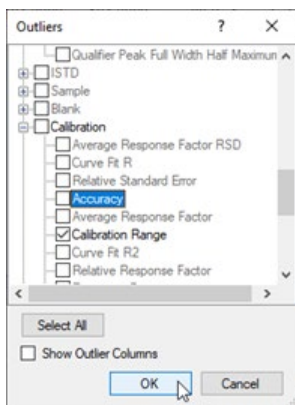 Outliers
?
Qualifier Peak Full Width Half Maximun
ISTD
Sample
Blank
Calibration
Average Response Factor RSD
Curve Fit R
Relative Standard Error
Accuracy
Average Response Factor
Calibration Range
Curve Fit R2
Relative Response Factor
Select All
Show Outlier Columns
OK
Cancel